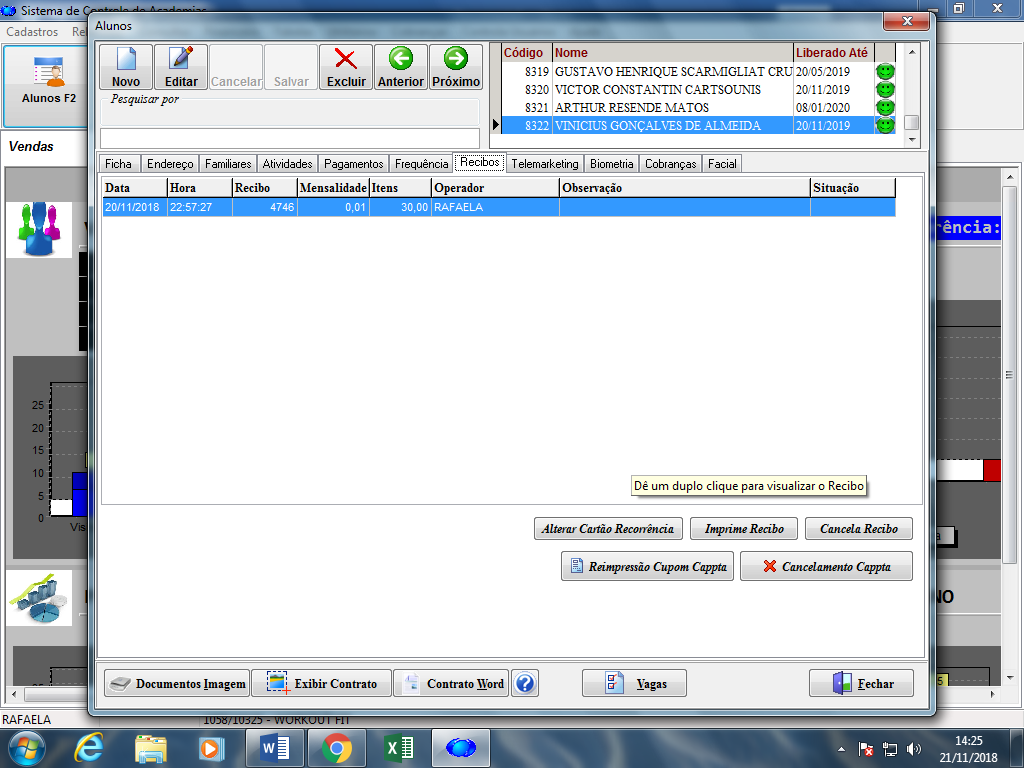 Sistema de Controle de Academias
Cadastros
Alunos
Novo
Editar
Cancelar
Salvar
Excluir
Anterior
Próximo
Pesquisar por
Código Nome Liberado Até
8319 GUSTAVO HENRIQUE SCARMIGLIAT CRU 20/05/2019
8320 VICTOR CONSTANTIN CARTSOUNIS 20/11/2019
8321 ARTHUR RESENDE MATOS 08/01/2020
8322 VINICIUS GONÇALVES DE ALMEIDA 20/11/2019
Alunos F2
Vendas
Ficha Endereço Familiares Atividades Pagamentos Frequência Recibos Telemarketing Biometria Cobranças Facial
Data Hora Recibo Mensalidade Itens Operador Observação Situação
20/11/2018 22:57:27 4746 0,01 30,00 RAFAELA
rência:
25
20
15
10
5
0
Dê um duplo clique para visualizar o Recibo
Alterar Cartão Recorrência
Imprime Recibo
Cancela Recibo
Reimpressão Cupom Cappta
Cancelamento Cappta
NO
Documentos Imagem
Exibir Contrato
Contrato Word
Vagas
Fechar
RAFAELA
1058/10325 - WORKOUT FIT
14:25
21/11/2018